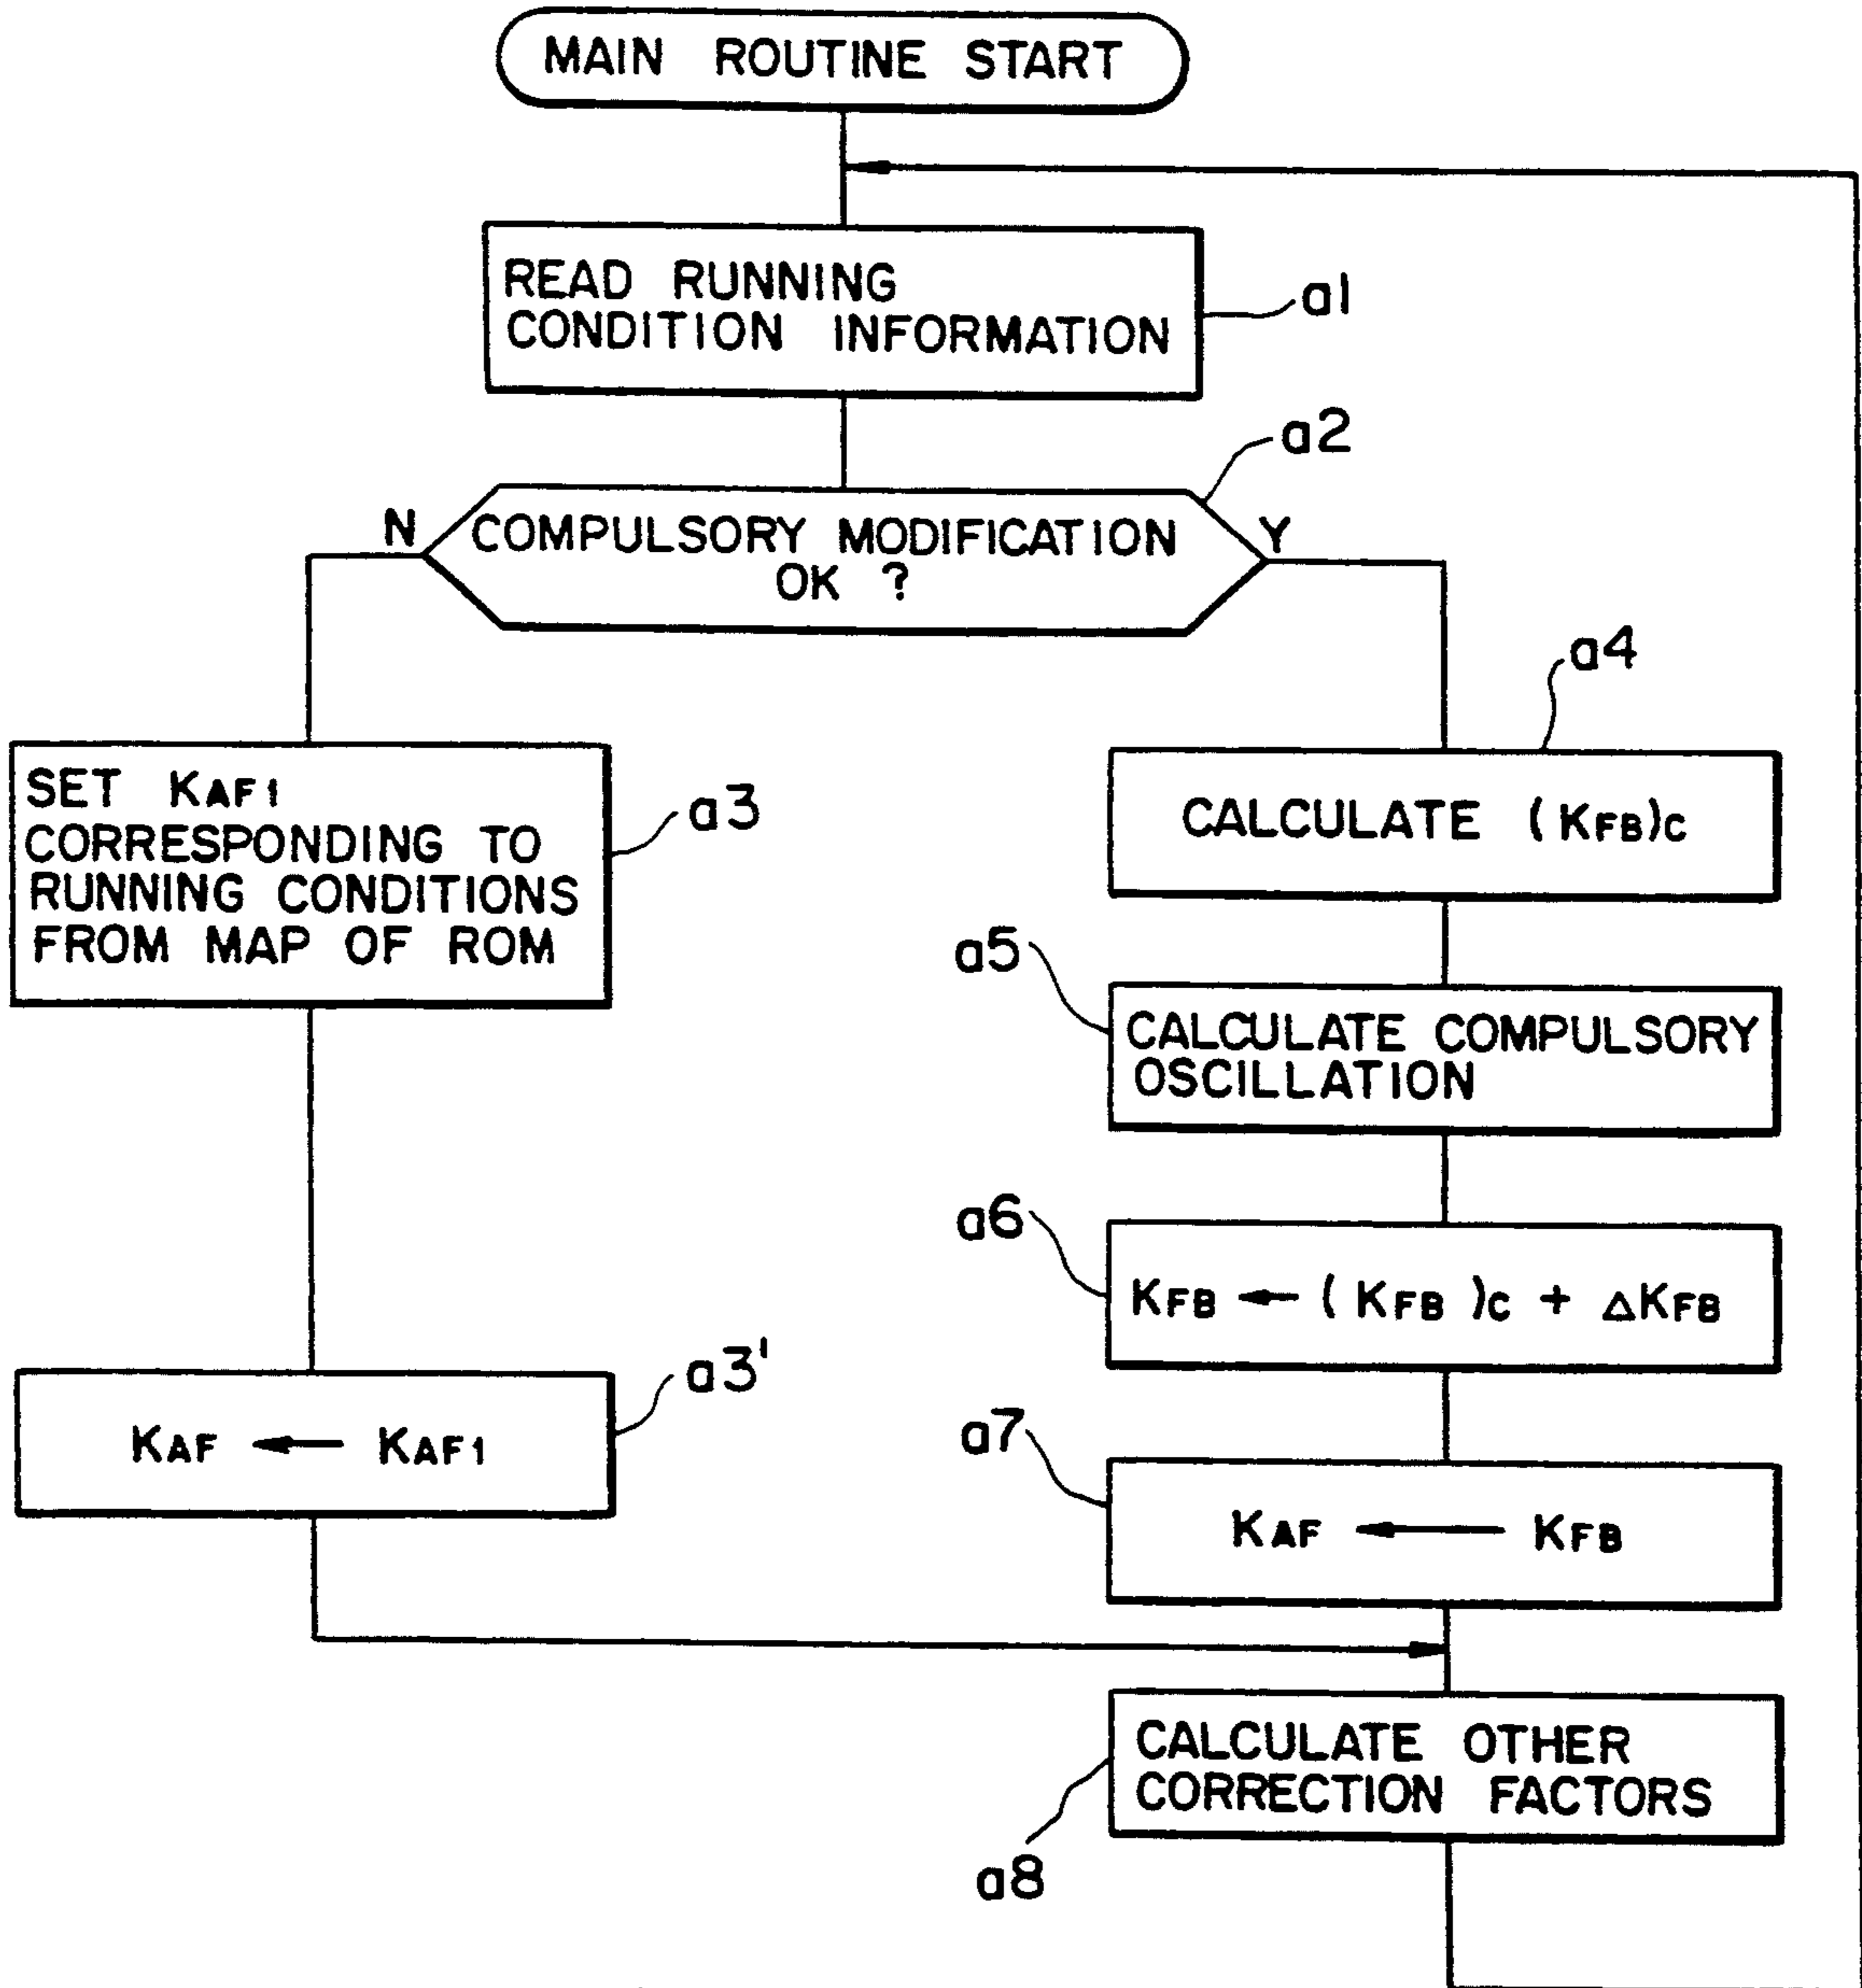 MAIN ROUTINE START
READ RUNNING
CONDITION INFORMATION
a1
a2
N
COMPULSORY MODIFICATION
OK ?
Y
a4
SET KAF1
CORRESPONDING TO
RUNNING CONDITIONS
FROM MAP OF ROM
a3
CALCULATE (KFB)C
a5
CALCULATE COMPULSORY
OSCILLATION
a6
KFB ← (KFB)C + ΔKFB
a3'
KAF ← KAF1
a7
KAF ← KFB
CALCULATE OTHER
CORRECTION FACTORS
a8